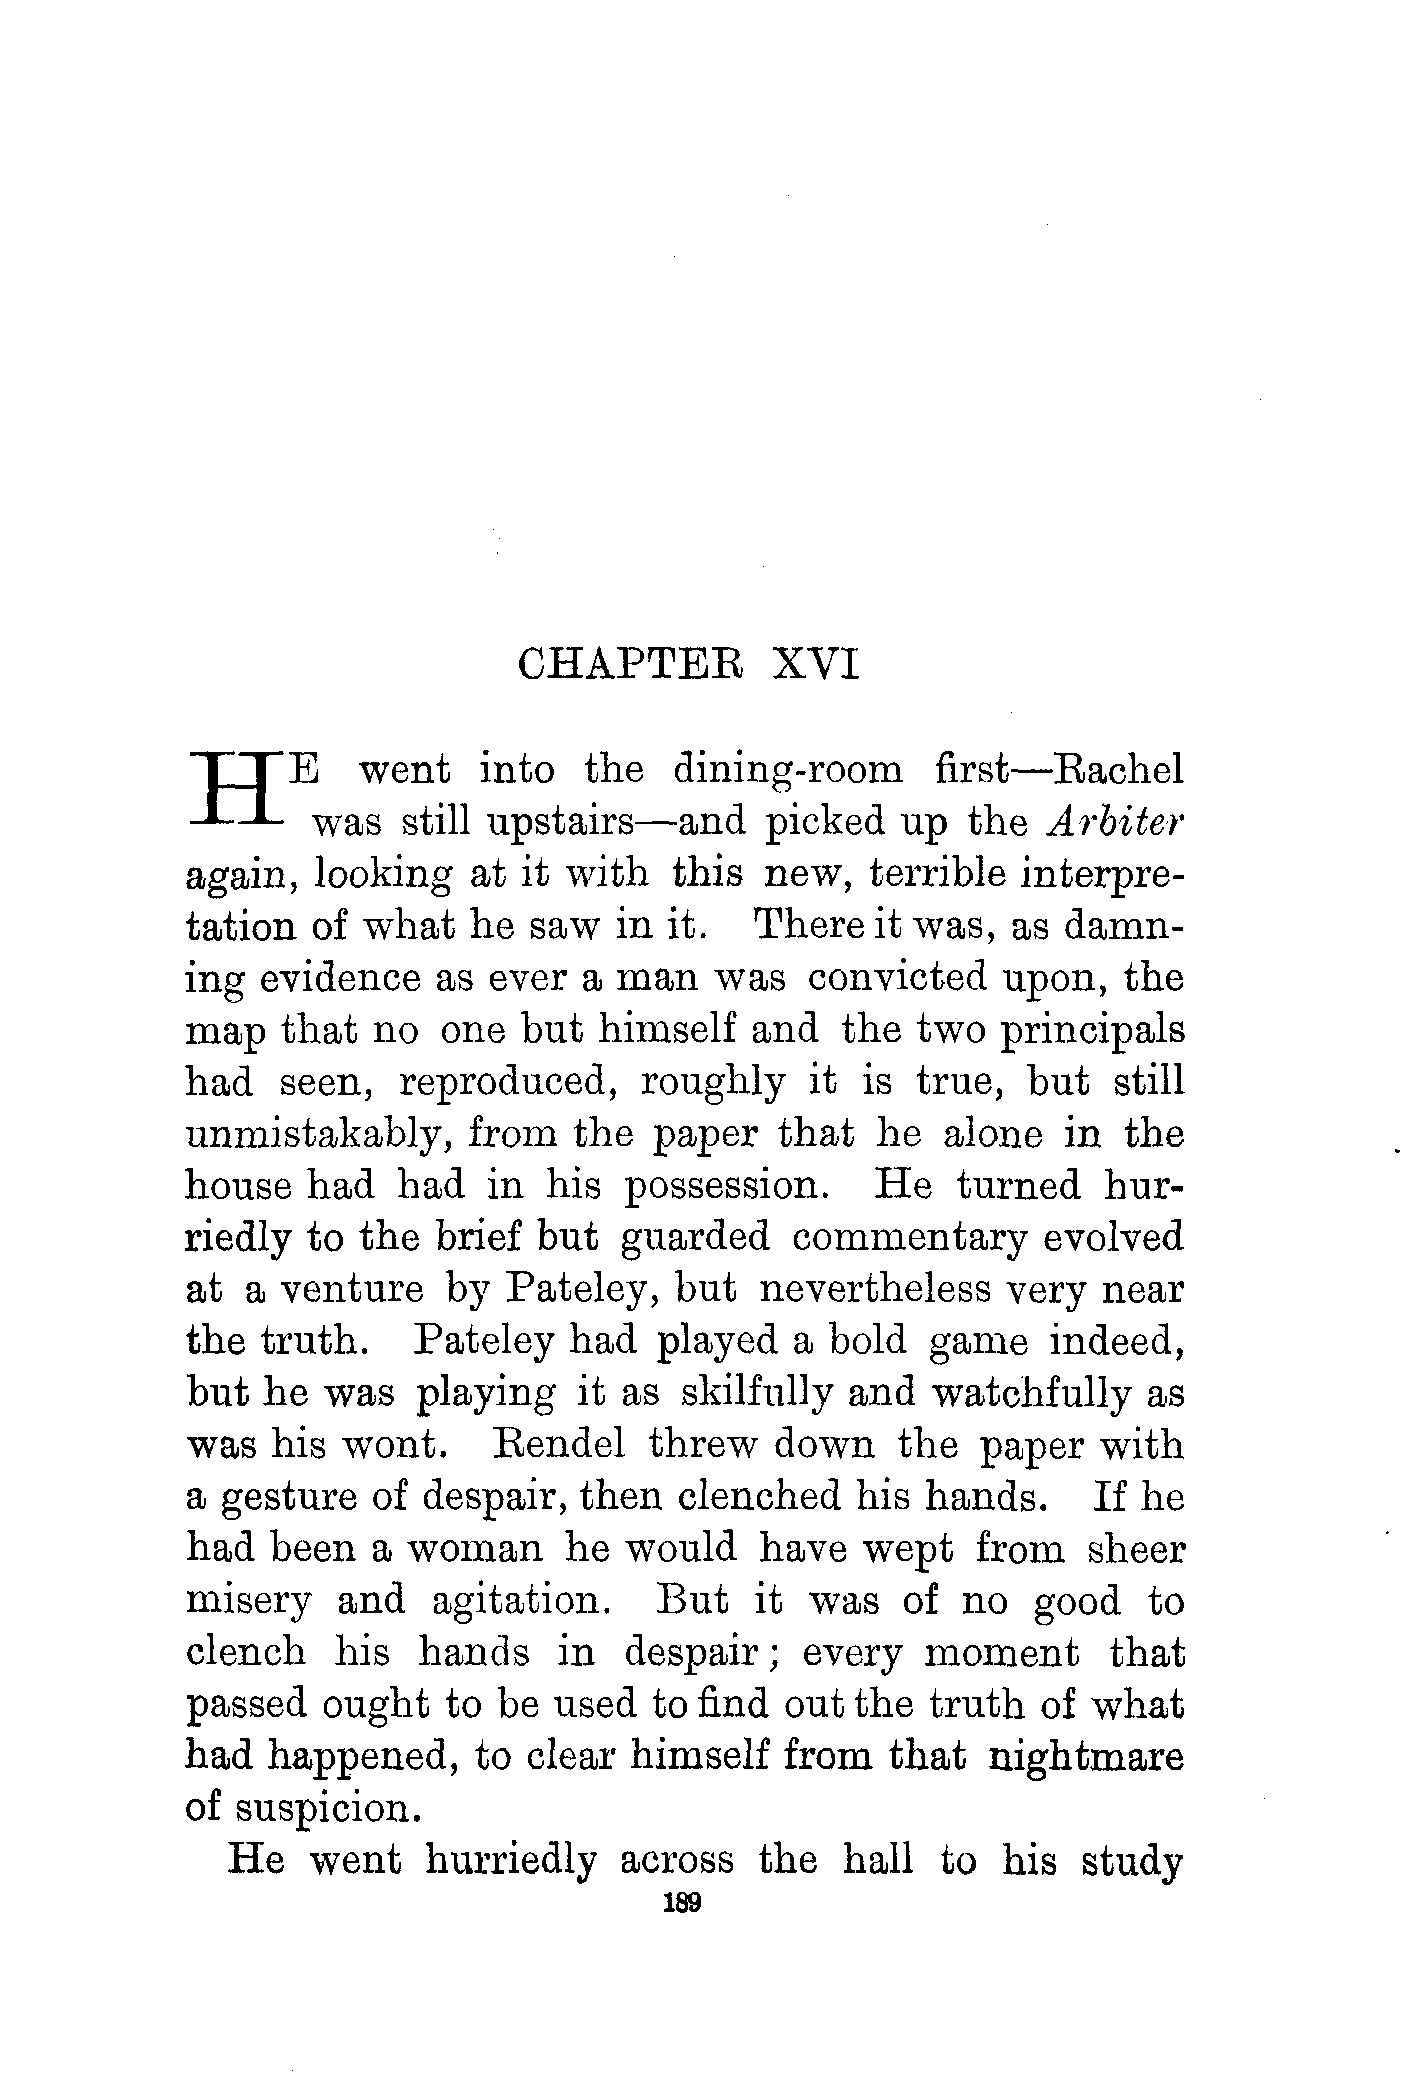 CHAPTER XVI
HE went into the dining-room first—Rachel
was still upstairs—and picked up the Arbiter
again, looking at it with this new, terrible interpre-
tation of what he saw in it. There it was, as damn-
ing evidence as ever a man was convicted upon, the
map that no one but himself and the two principals
had seen, reproduced, roughly it is true, but still
unmistakably, from the paper that he alone in the
house had had in his possession. He turned hur-
riedly to the brief but guarded commentary evolved
at a venture by Pateley, but nevertheless very near
the truth. Pateley had played a bold game indeed,
but he was playing it as skilfully and watchfully as
was his wont. Rendel threw down the paper with
a gesture of despair, then clenched his hands. If he
had been a woman he would have wept from sheer
misery and agitation. But it was of no good to
clench his hands in despair; every moment that
passed ought to be used to find out the truth of what
had happened, to clear himself from that nightmare
of suspicion.
He went hurriedly across the hall to his study
189